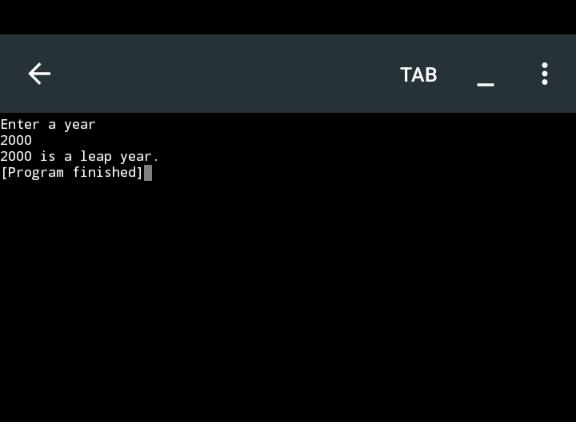 TAB _
Enter a year
2000
2000 is a leap year.
[Program finished]